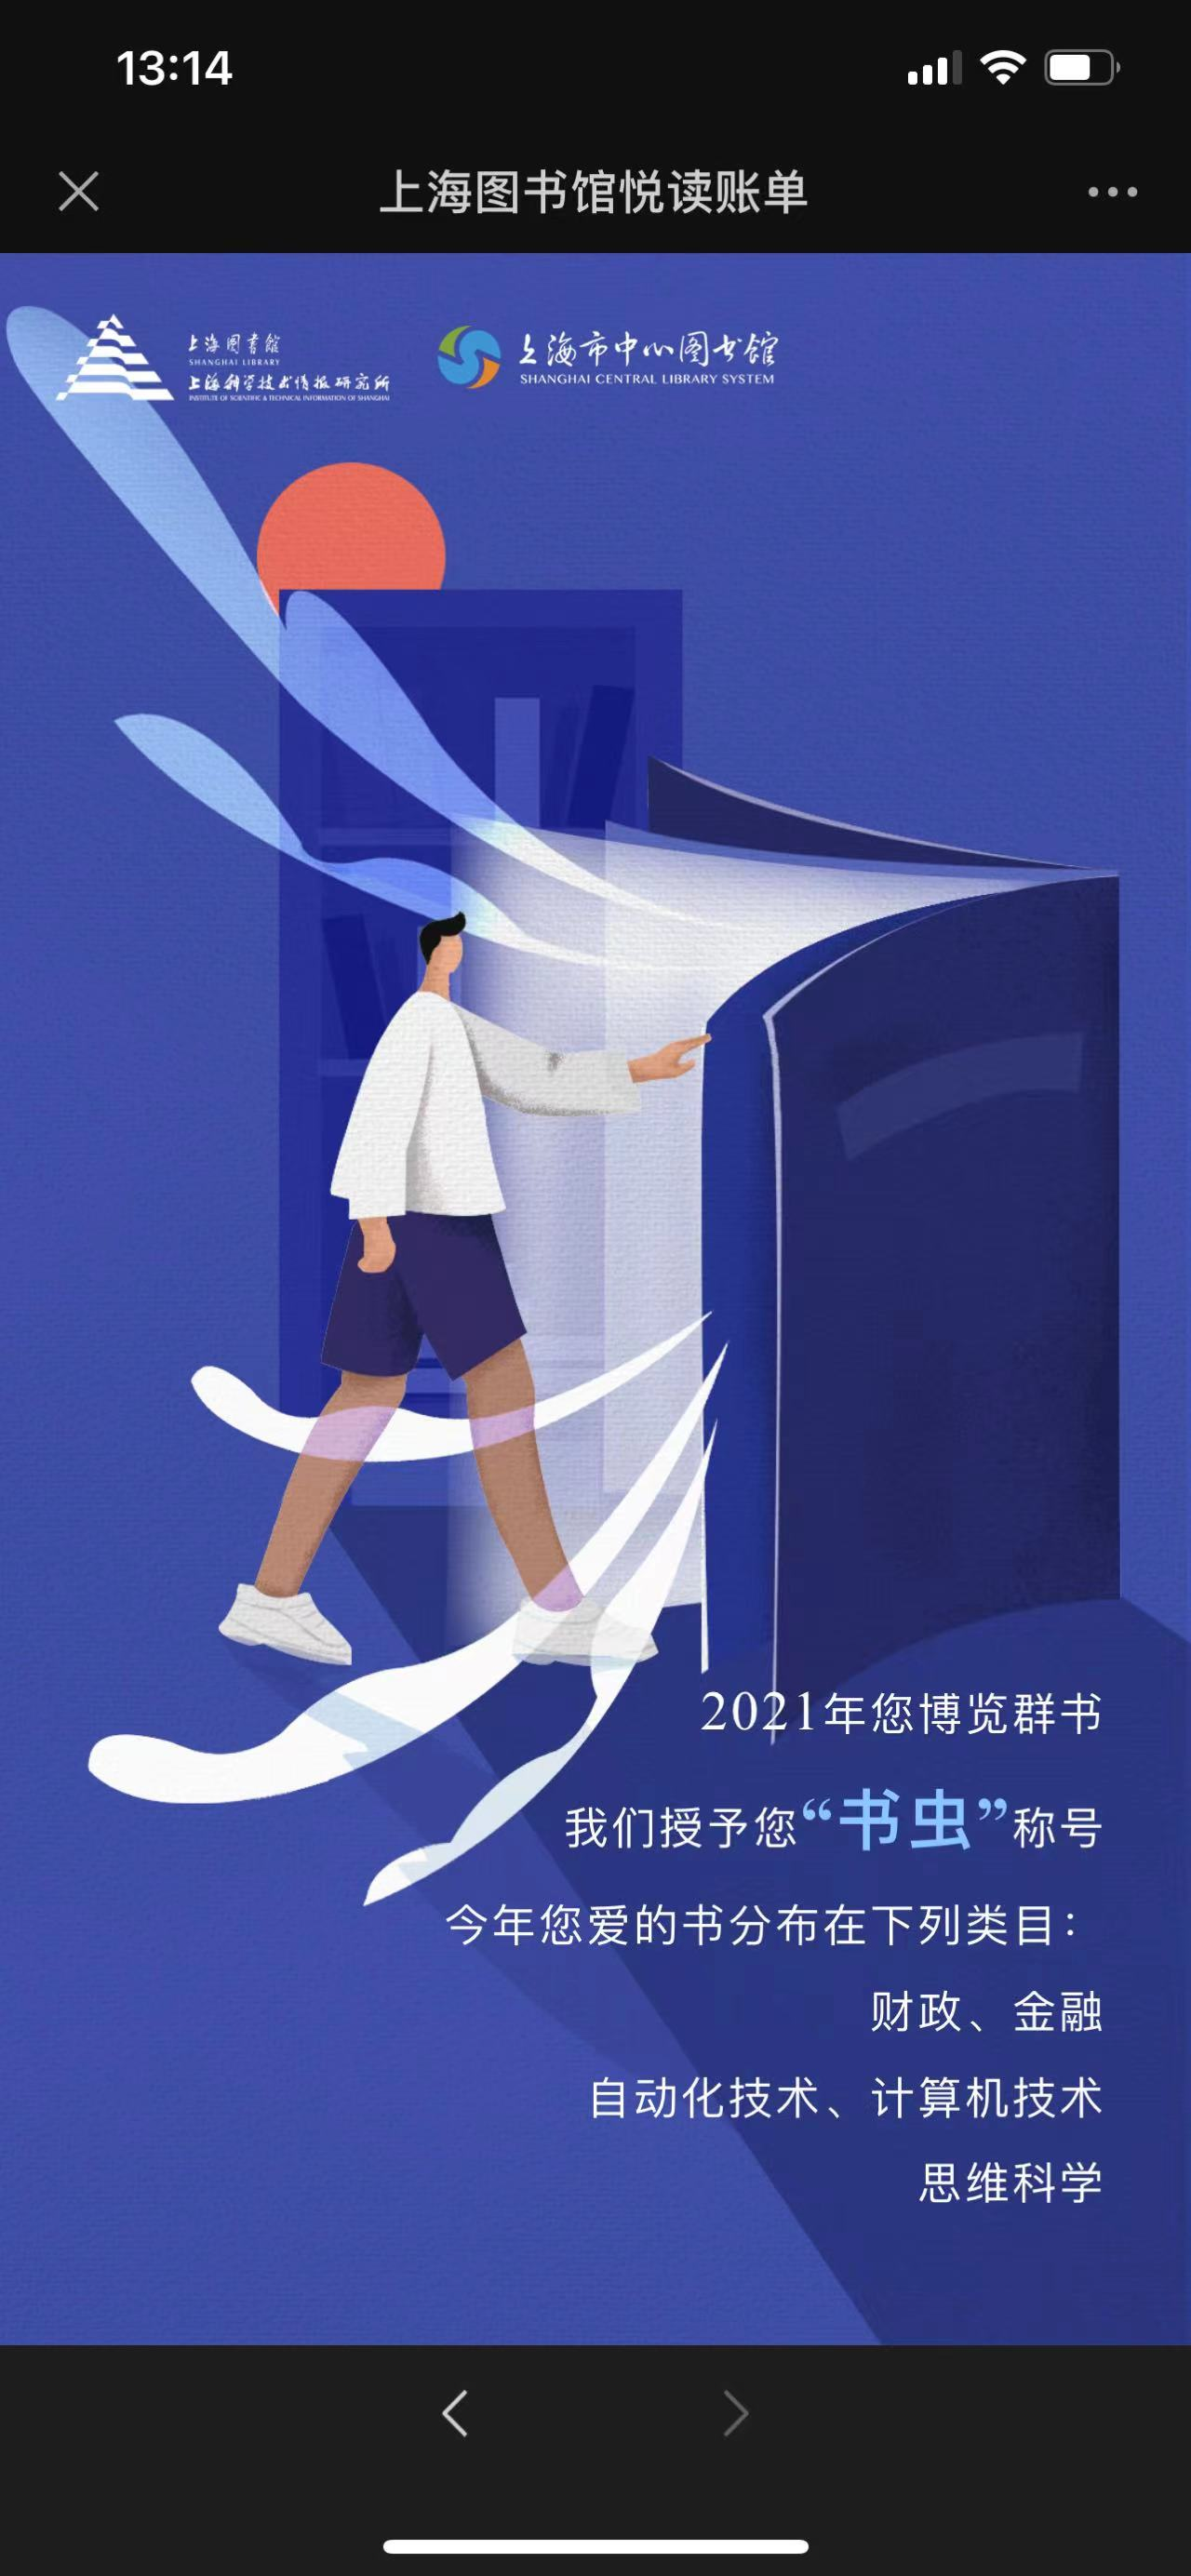 13:14
上海图书馆悦读账单
上海图書館
SHANGHAI LIBRARY
上海科学技术情报研究所
INSTITUTE OF SCIENTIFIC & TECHNICAL INFORMATION OF SHANGHAI
上海市中心图书馆
SHANGHAI CENTRAL LIBRARY SYSTEM
2021年您博览群书
我们授予您“书虫”称号
今年您爱的书分布在下列类目：
财政、金融
自动化技术、计算机技术
思维科学